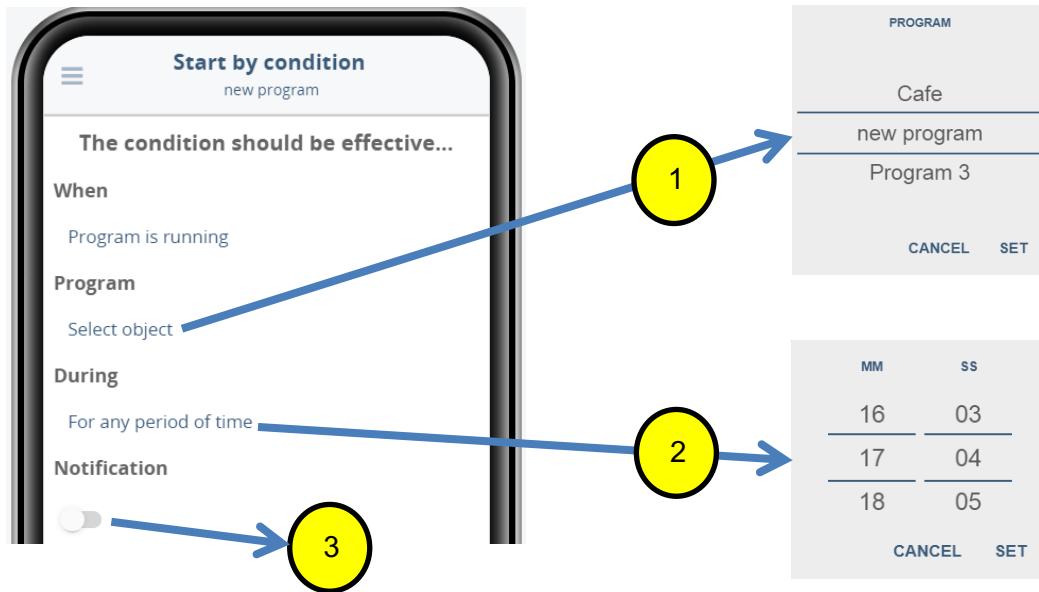 Start by condition
new program
The condition should be effective...
When
Program is running
Program
Select object
During
For any period of time
Notification
1
2
3
PROGRAM
Cafe
new program
Program 3
CANCEL SET
MM SS
16 03
17 04
18 05
CANCEL SET